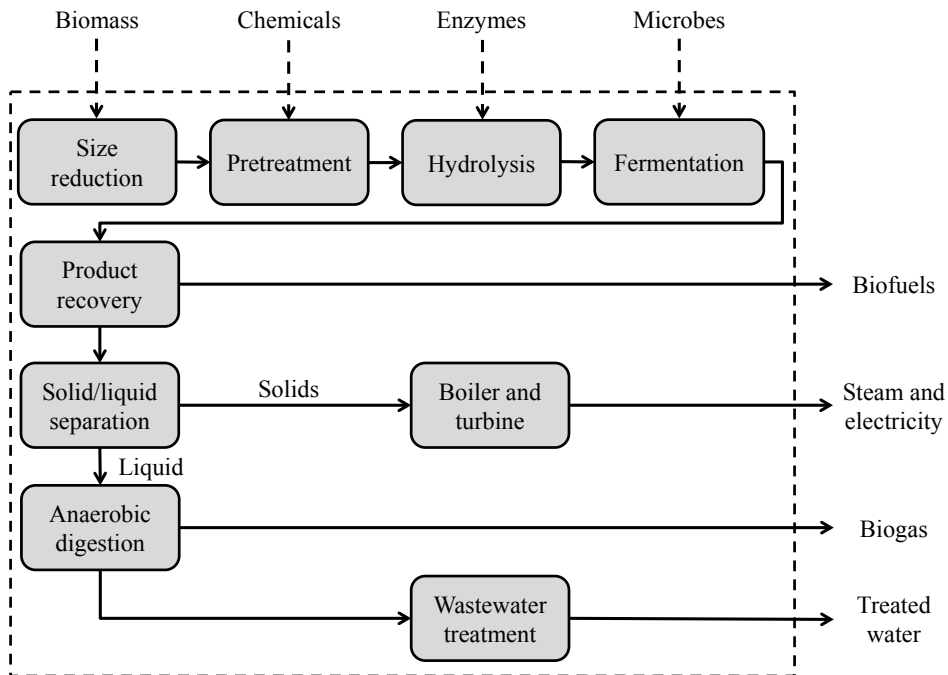 Biomass
Chemicals
Enzymes
Microbes
Size
reduction
Pretreatment
Hydrolysis
Fermentation
Product
recovery
Biofuels
Solid/liquid
separation
Solids
Boiler and
turbine
Steam and
electricity
Liquid
Anaerobic
digestion
Biogas
Wastewater
treatment
Treated
water